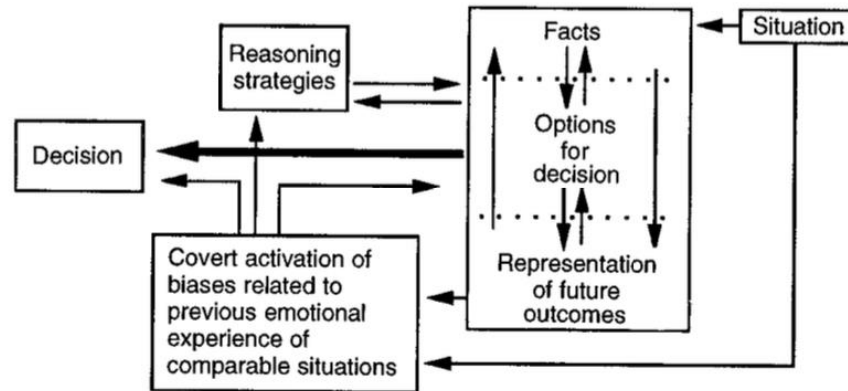 Reasoning
strategies
Facts
Situation
Decision
Options
for
decision
Covert activation of
biases related to
previous emotional
experience of
comparable situations
Representation
of future
outcomes